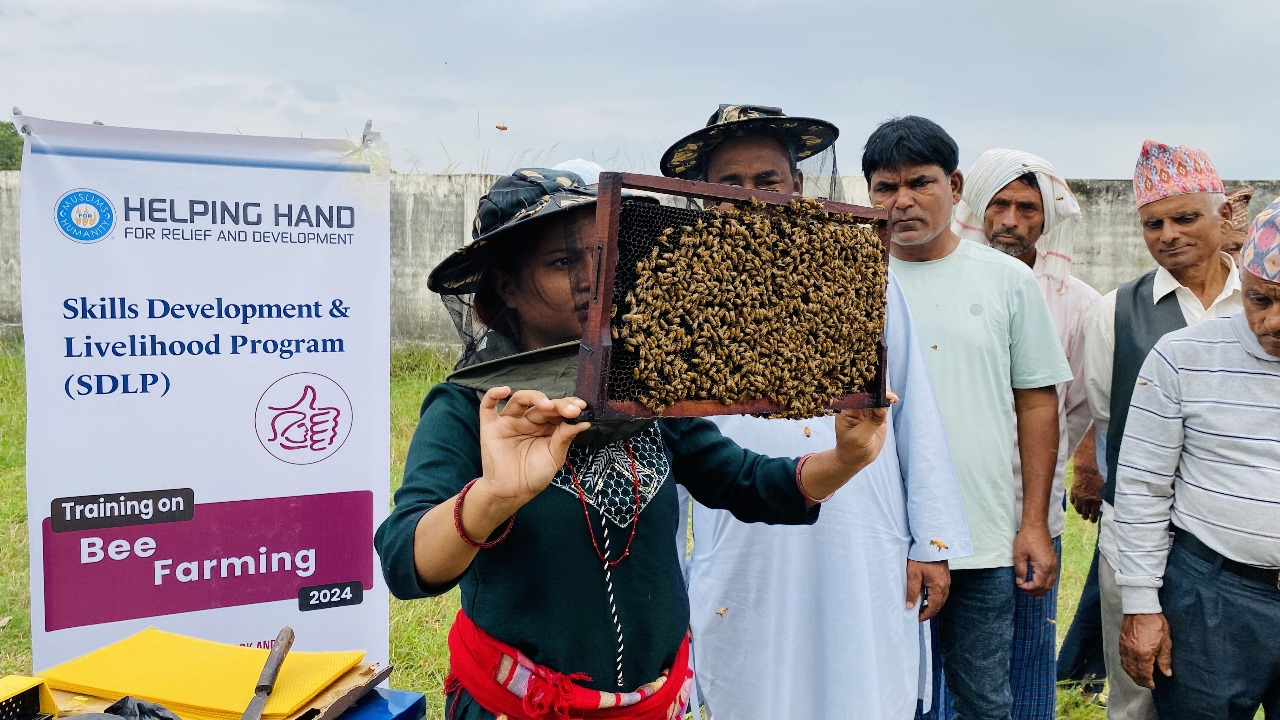 MUSLIMS
FOR
HUMANITY
HELPING HAND
FOR RELIEF AND DEVELOPMENT
Skills Development &
Livelihood Program
(SDLP)
Training on
Bee
Farming
2024